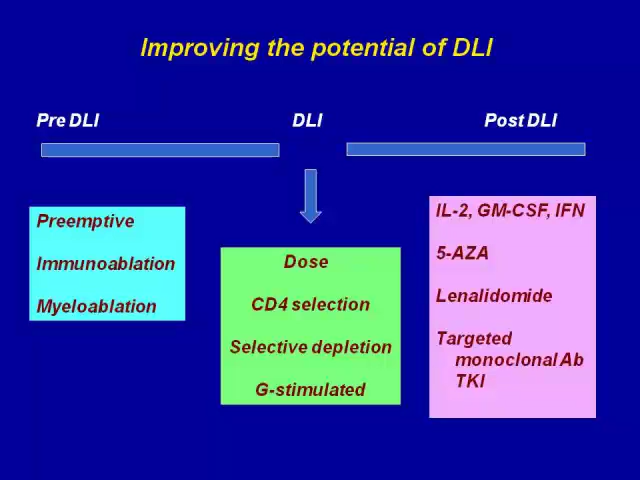 Improving the potential of DLI
Pre DLI
DLI
Post DLI
Preemptive
Immunoablation
Myeloablation
Dose
CD4 selection
Selective depletion
G-stimulated
IL-2, GM-CSF, IFN
5-AZA
Lenalidomide
Targeted
monoclonal Ab
TKI